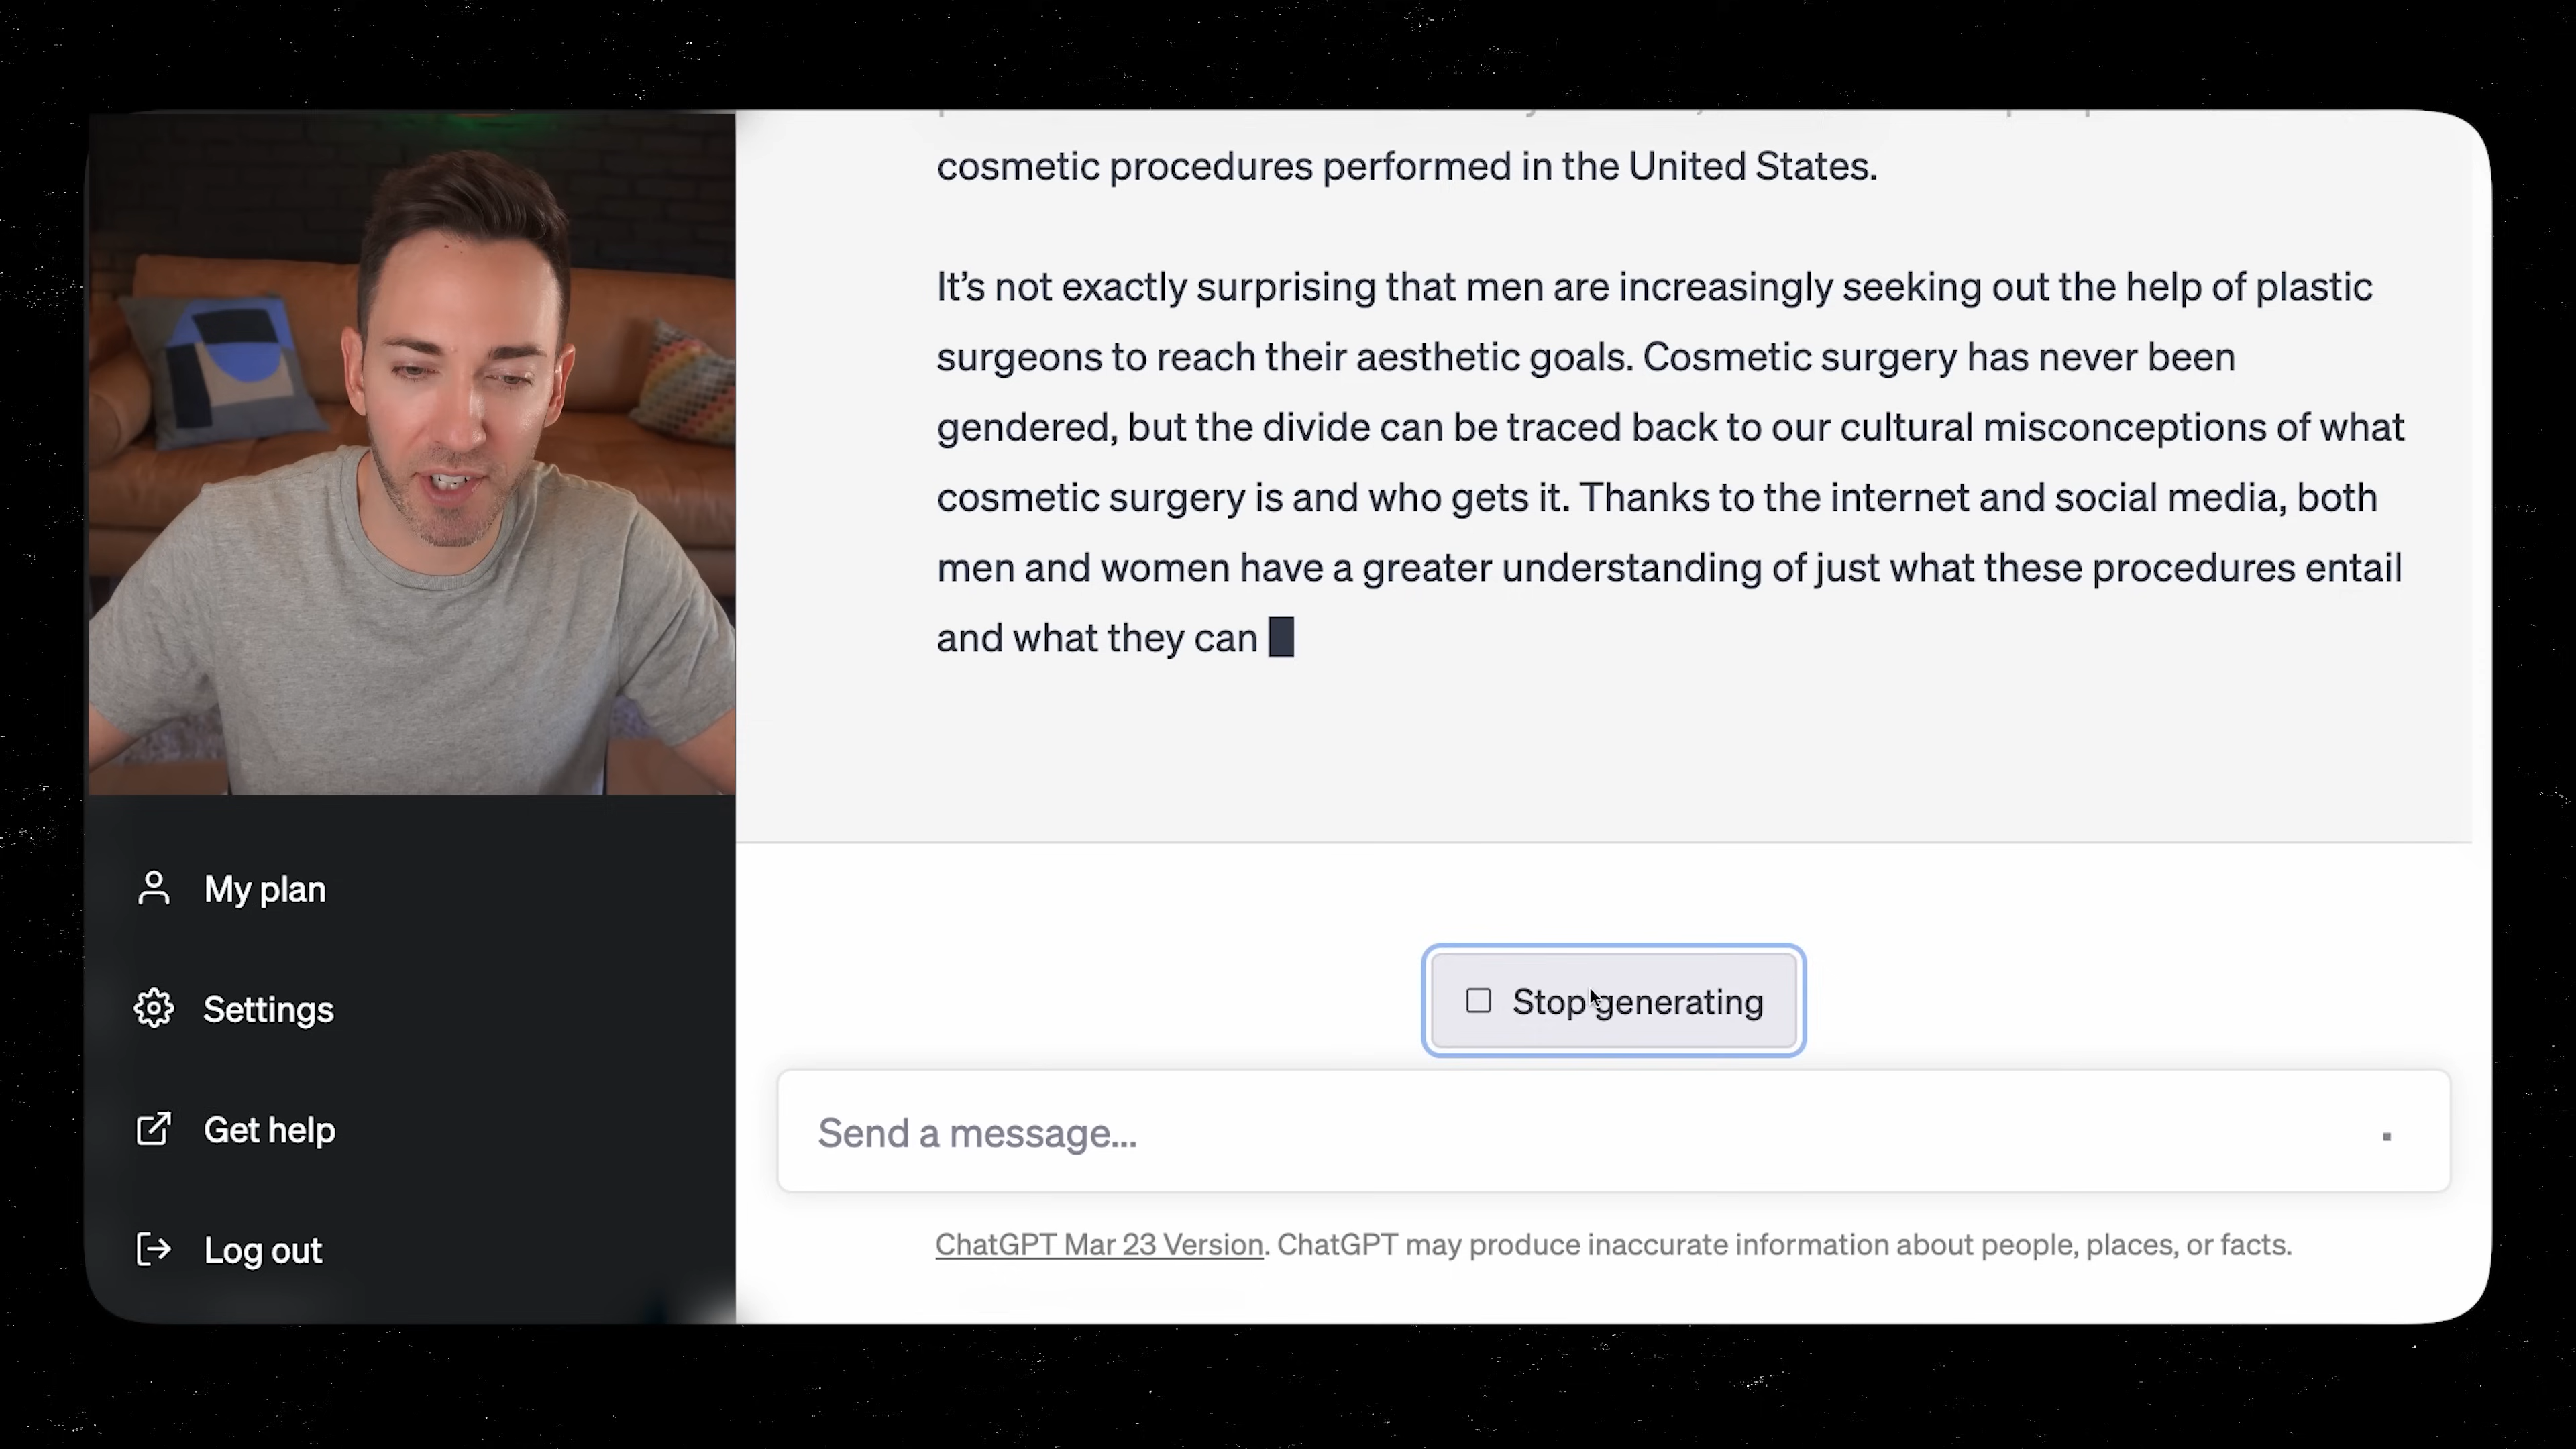 cosmetic procedures performed in the United States.
It’s not exactly surprising that men are increasingly seeking out the help of plastic
surgeons to reach their aesthetic goals. Cosmetic surgery has never been
gendered, but the divide can be traced back to our cultural misconceptions of what
cosmetic surgery is and who gets it. Thanks to the internet and social media, both
men and women have a greater understanding of just what these procedures entail
and what they can
My plan
Settings
Get help
Log out
Stop generating
Send a message...
ChatGPT Mar 23 Version. ChatGPT may produce inaccurate information about people, places, or facts.